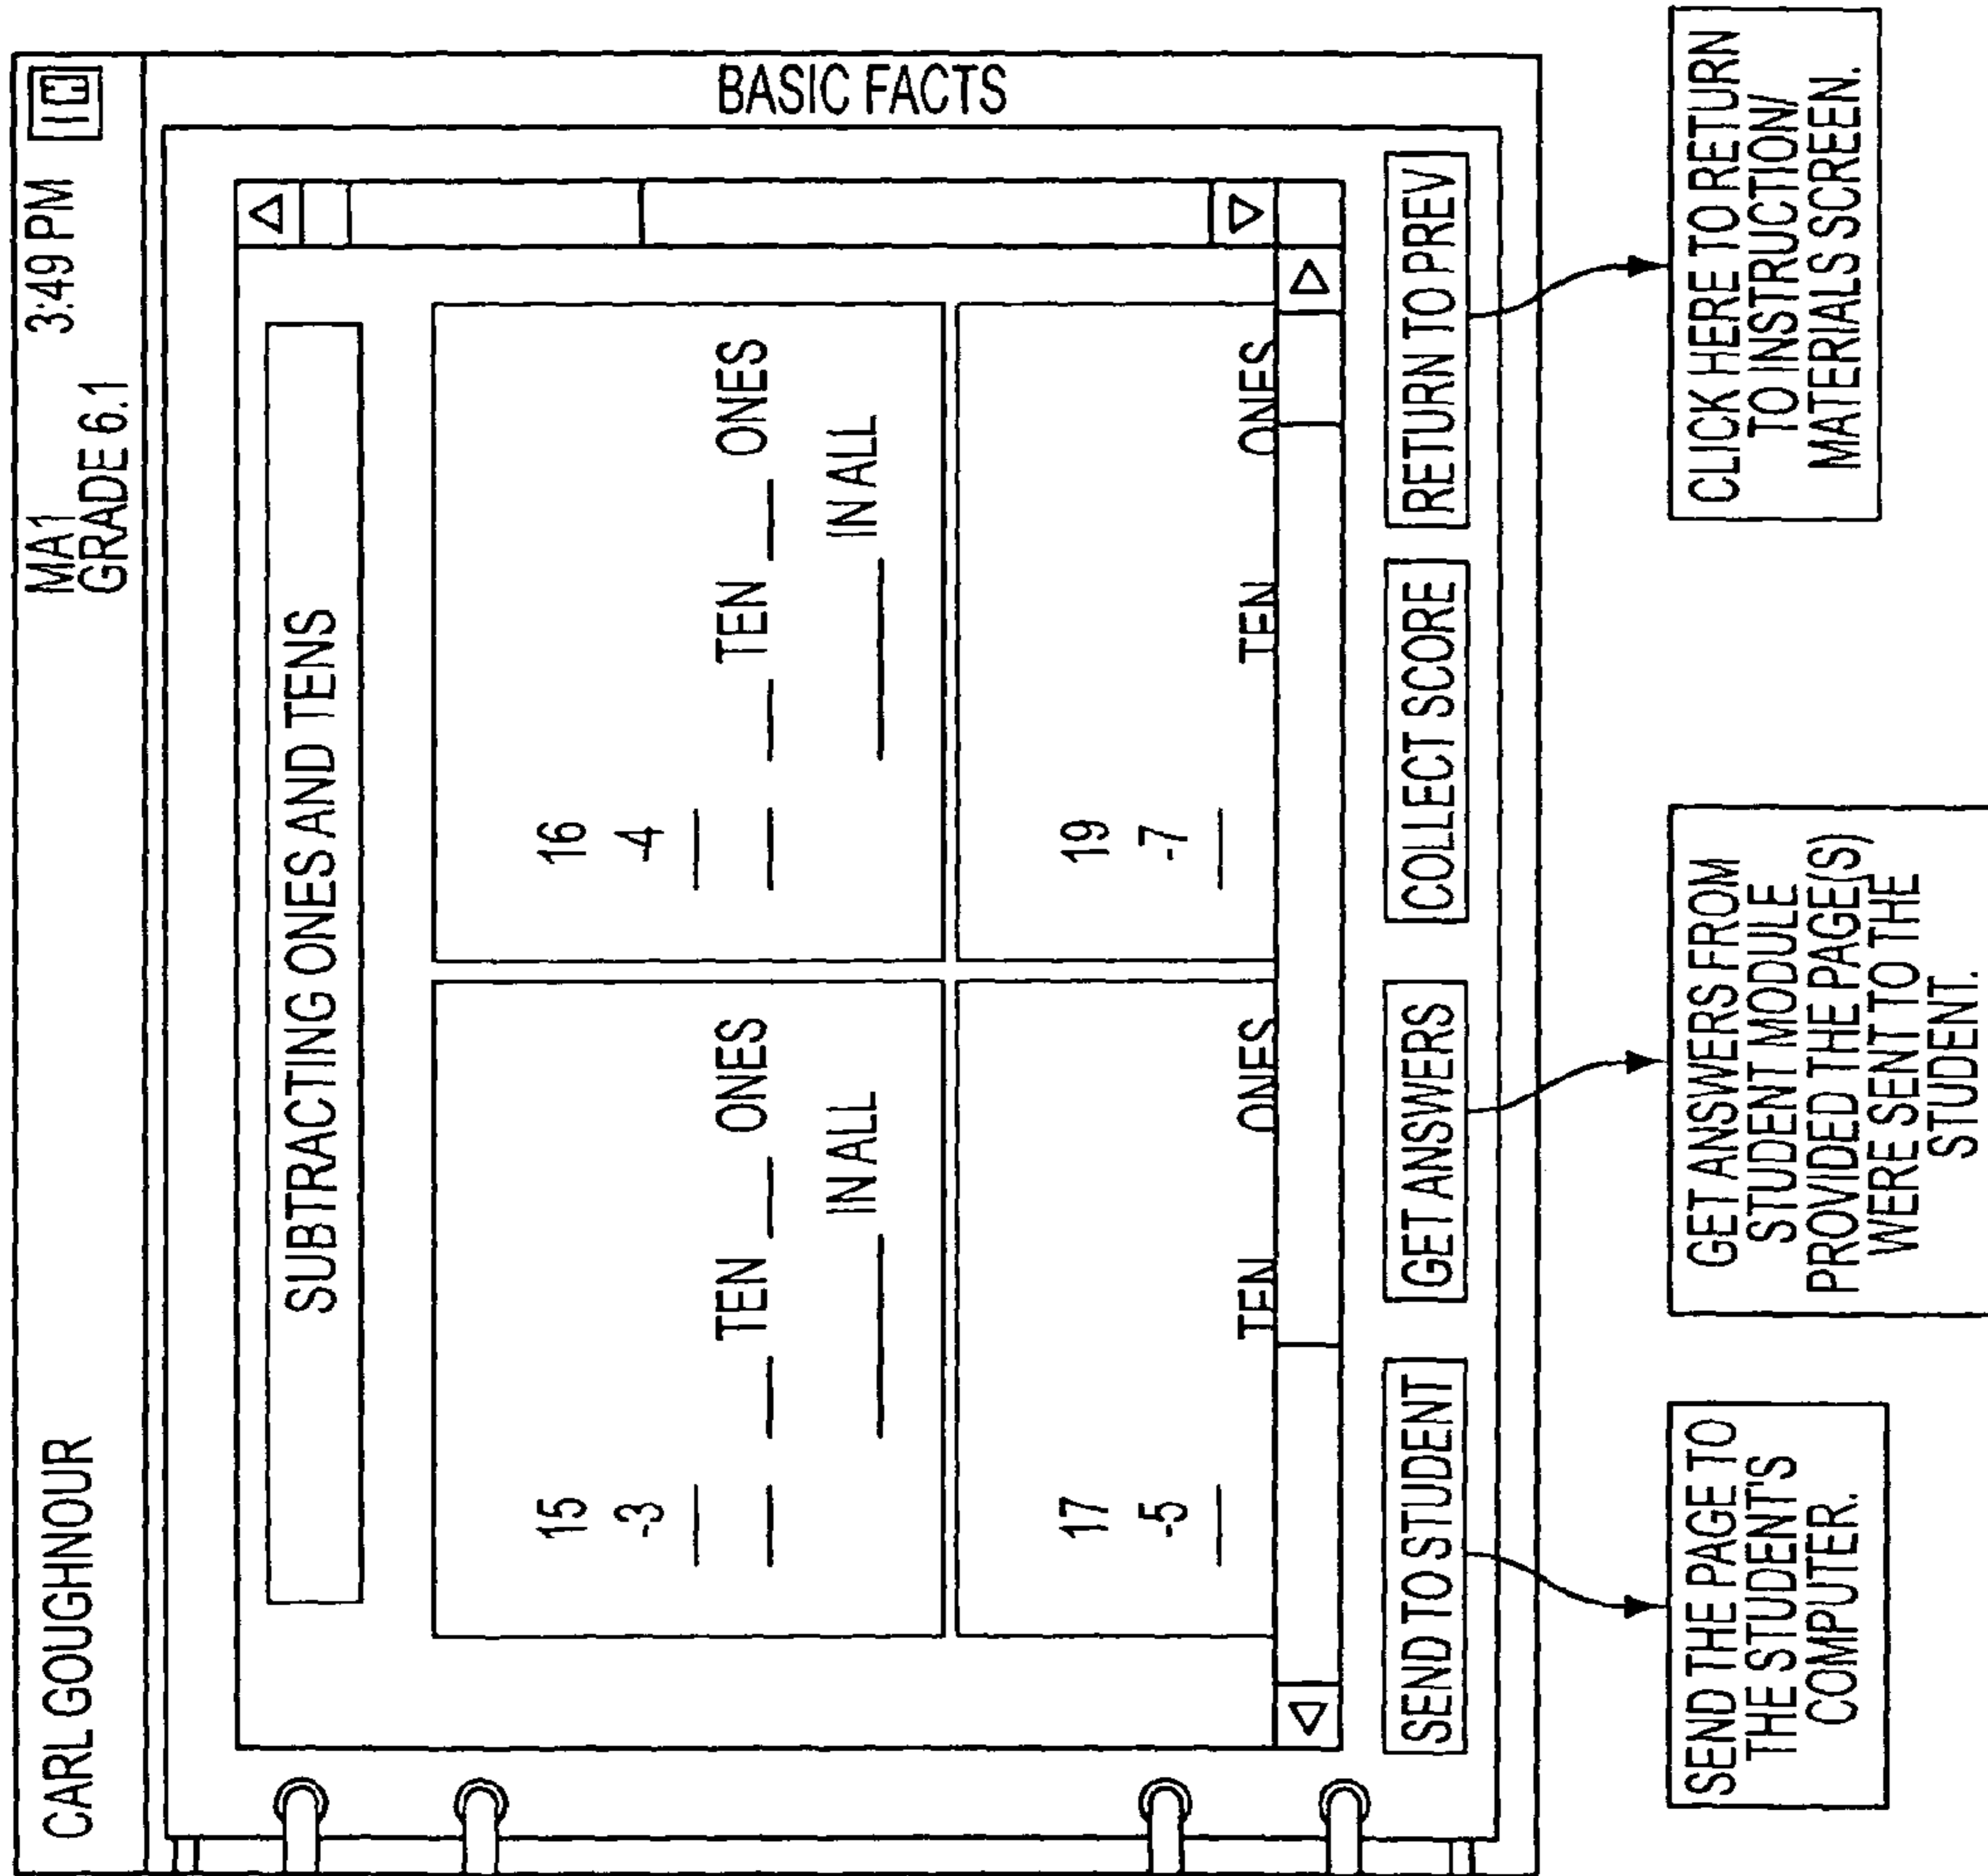 CARL GOUGHNOUR
MA1
GRADE 6.1
3:49 PM
BASIC FACTS
SUBTRACTING ONES AND TENS
15
-3
TEN ONES
IN ALL
16
-4
TEN ONES
IN ALL
17
-5
TEN ONES
19
-7
TEN ONES
SEND TO STUDENT
GET ANSWERS
COLLECT SCORE
RETURN TO PREV
SEND THE PAGE TO
THE STUDENT'S
COMPUTER.
GET ANSWERS FROM
STUDENT MODULE
PROVIDED THE PAGE(S)
WERE SENT TO THE
STUDENT.
CLICK HERE TO RETURN
TO INSTRUCTION/
MATERIALS SCREEN.